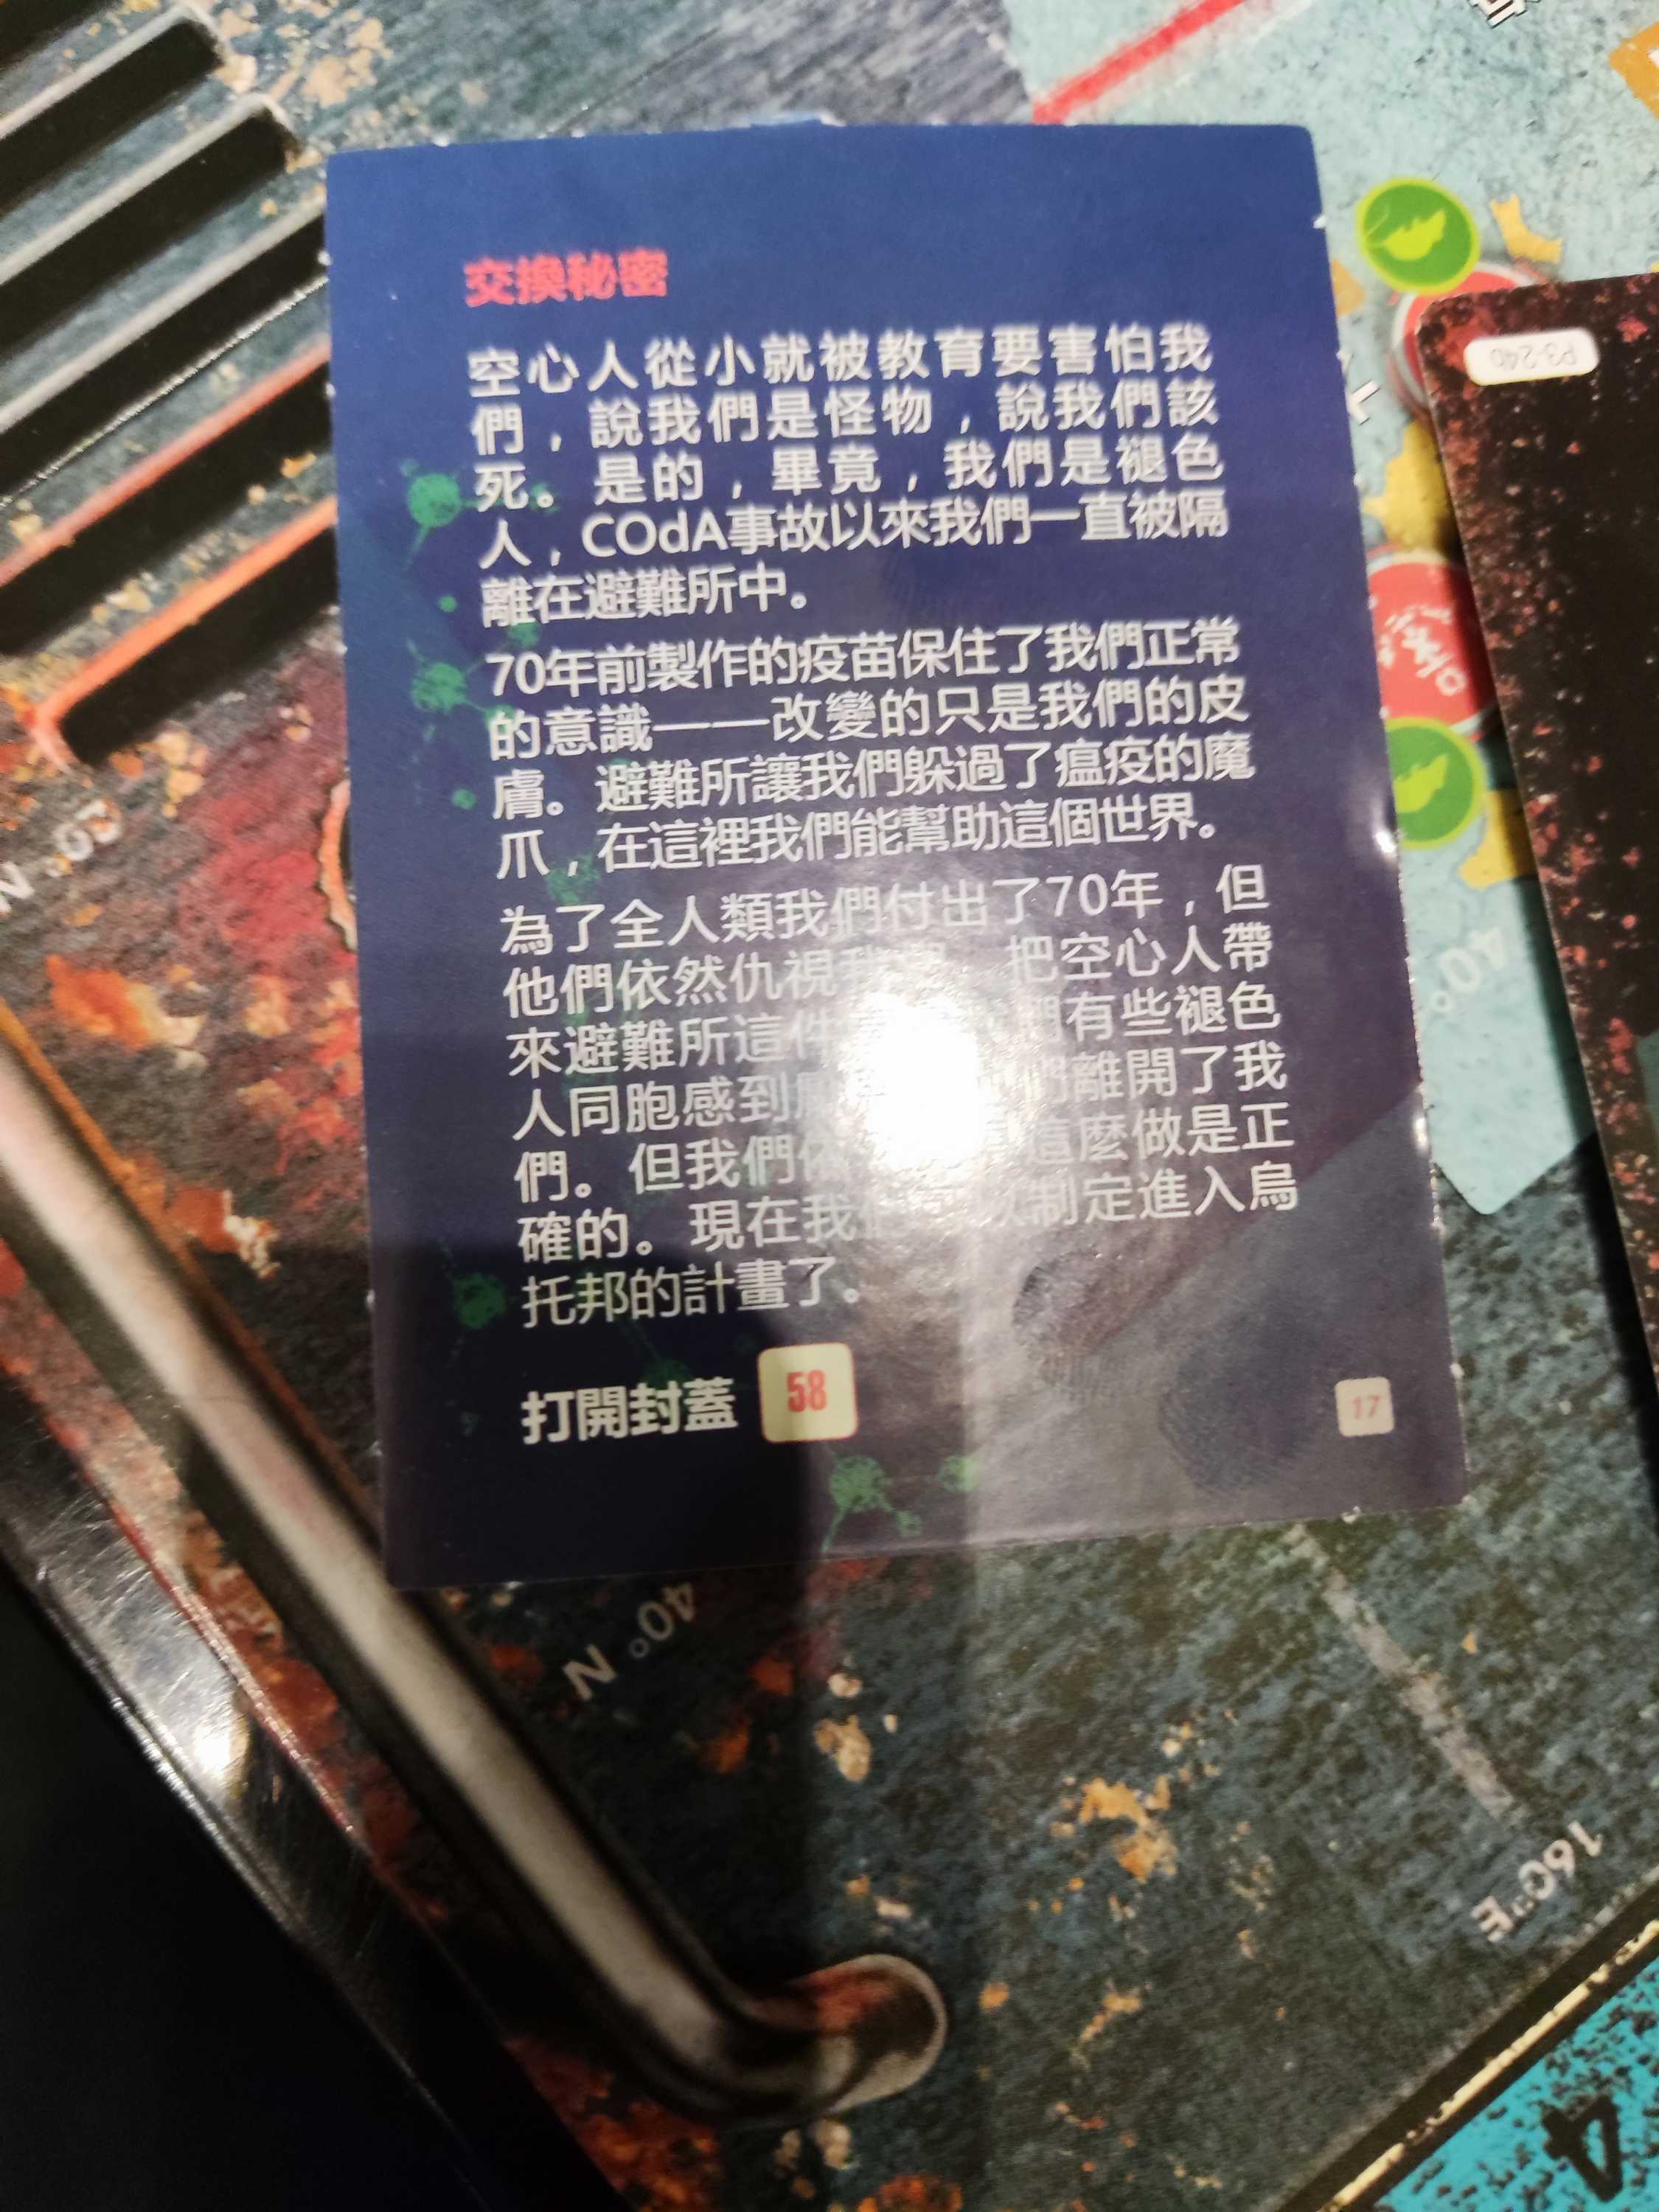 交換秘密
空心人從小就被教育要害怕我
們，說我們是怪物，說我們該
死。是的，畢竟，我們是褪色
人，COdA事故以來我們一直被隔
離在避難所中。
70年前製作的疫苗保住了我們正常
的意識——改變的只是我們的皮
膚。避難所讓我們躲過了瘟疫的魔
爪，在這裡我們能幫助這個世界。
為了全人類我們付出了70年，但
他們依然仇視我 把空心人帶
來避難所這件 有些褪色
人同胞感到 們離開了我
們。但我們 這麼做是正
確的。現在我們 以制定進入烏
托邦的計畫了。
打開封蓋 58
17
P3-24b
40°
40° N
160°E
4